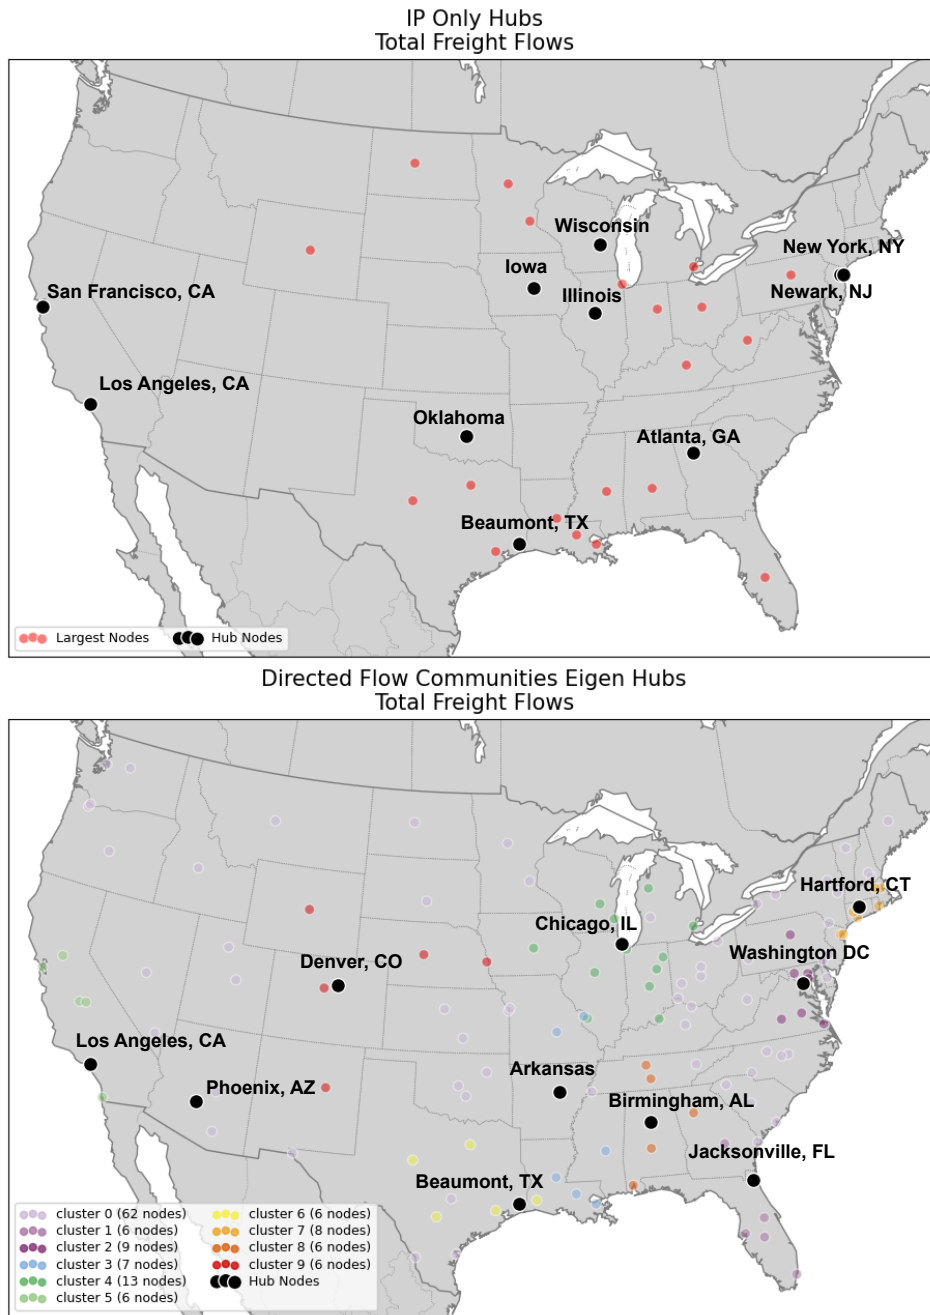 IP Only Hubs
Total Freight Flows
Wisconsin
New York, NY
Iowa
San Francisco, CA
Illinois
Newark, NJ
Los Angeles, CA
Oklahoma
Atlanta, GA
Beaumont, TX
Largest Nodes
Hub Nodes
Directed Flow Communities Eigen Hubs
Total Freight Flows
Hartford, CT
Chicago, IL
Washington DC
Denver, CO
Los Angeles, CA
Arkansas
Phoenix, AZ
Birmingham, AL
Jacksonville, FL
Beaumont, TX
cluster 0 (62 nodes)
cluster 1 (6 nodes)
cluster 2 (9 nodes)
cluster 3 (7 nodes)
cluster 4 (13 nodes)
cluster 5 (6 nodes)
cluster 6 (6 nodes)
cluster 7 (8 nodes)
cluster 8 (6 nodes)
cluster 9 (6 nodes)
Hub Nodes